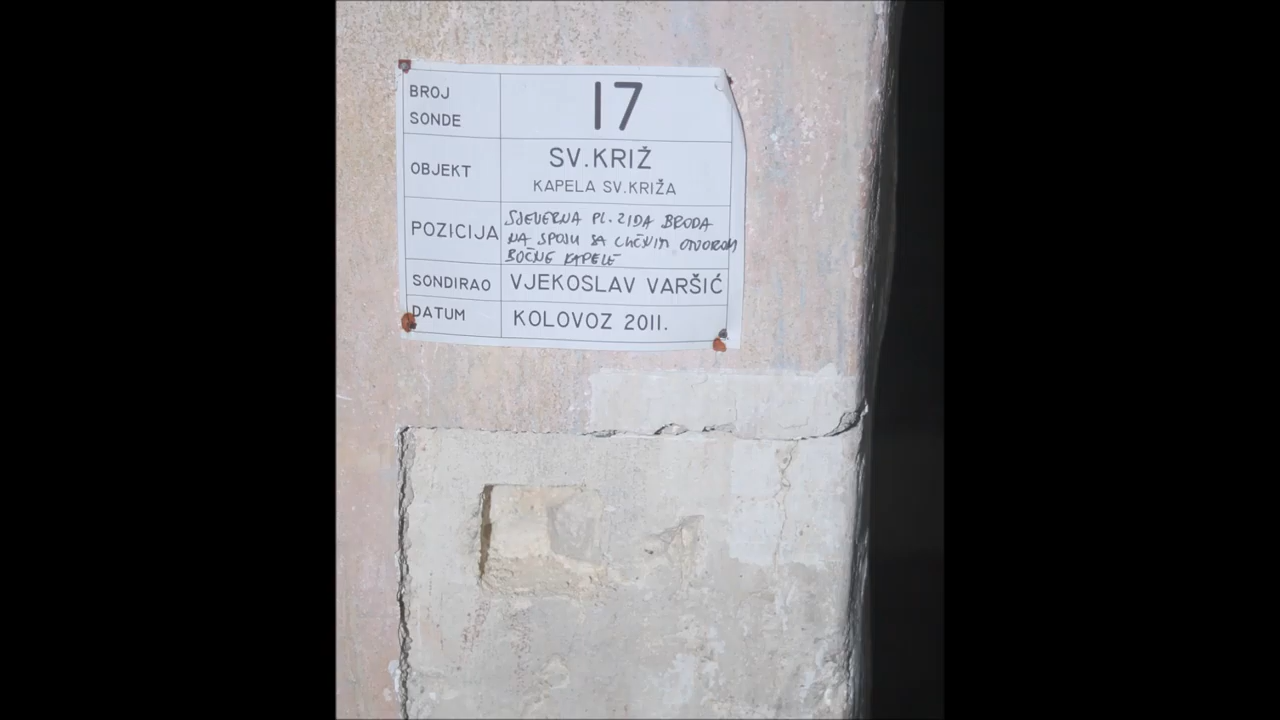 BROJ SONDE 17
OBJEKT SV.KRIŽ
KAPELA SV.KRIŽA
POZICIJA SJEVERNA PL. ZIDA BRODA
NA SPOJU SA LUČNIM OTVOROM
BOČNE KAPELE
SONDIRAO VJEKOSLAV VARŠIĆ
DATUM KOLOVOZ 2011.